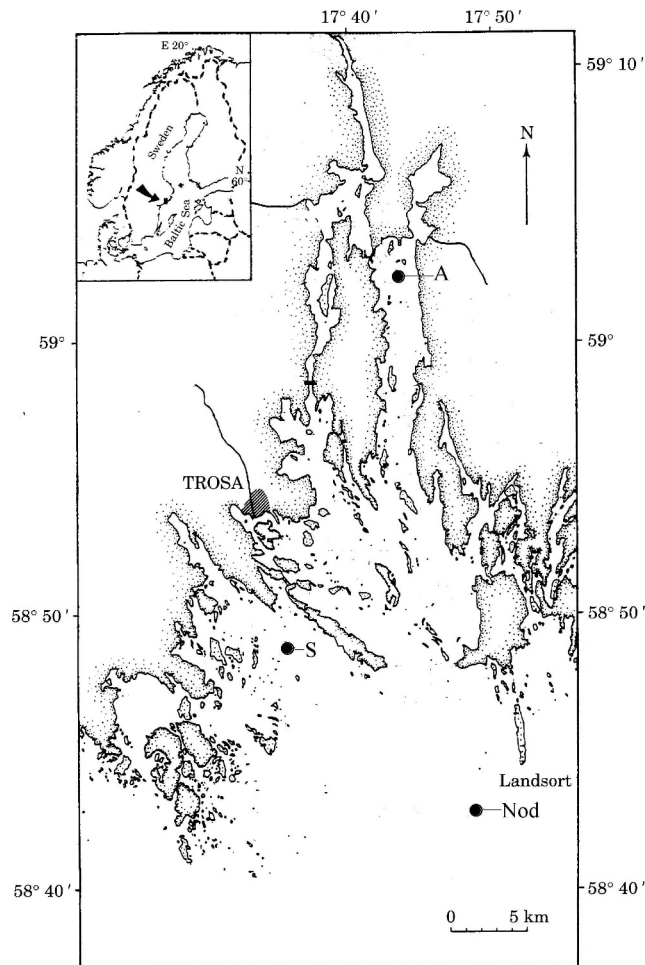 17° 40′ 17° 50′
E 20°
59° 10′
Sweden
N
N
60°
Baltic Sea
A
59° 59°
TROSA
58° 50′ 58° 50′
S
Landsort
Nod
58° 40′ 58° 40′
0 5 km